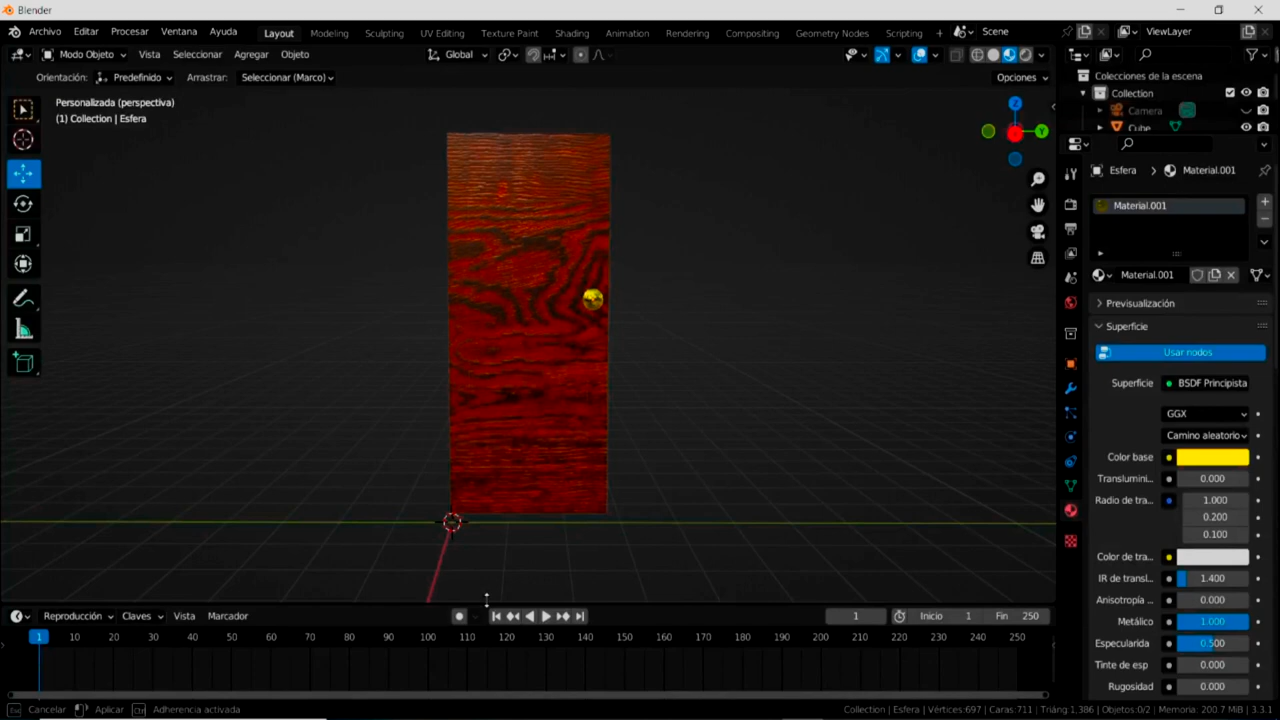 Blender
Archivo Editar Procesar Ventana Ayuda Layout Modeling Sculpting UV Editing Texture Paint Shading Animation Rendering Compositing Geometry Nodes Scripting + Scene ViewLayer
Modo Objeto Vista Seleccionar Agregar Objeto Global
Orientación: Predefinido Arrastrar: Seleccionar (Marco) Opciones
Personalizada (perspectiva)
(1) Collection | Esfera
Z
Y
Colecciones de la escena
Collection
Camera
Cube
Esfera Material.001
Material.001
Material.001
Previsualización
Superficie
Usar nodos
Superficie BSDF Principista
GGX
Camino aleatorio
Color base
Translumini... 0.000
Radio de tra... 1.000
0.200
0.100
Color de tra...
IR de transl... 1.400
Anisotropía ... 0.000
Metálico 1.000
Especularida 0.500
Tinte de esp 0.000
Rugosidad 0.000
Reproducción Claves Vista Marcador 1 Inicio 1 Fin 250
1 10 20 30 40 50 60 70 80 90 100 110 120 130 140 150 160 170 180 190 200 210 220 230 240 250
Esc Cancelar Aplicar Ctrl Adherencia activada Collection | Esfera | Vértices:697 | Caras:711 | Triáng:1,386 | Objetos:0/2 | Memoria: 200.7 MiB | 3.3.1